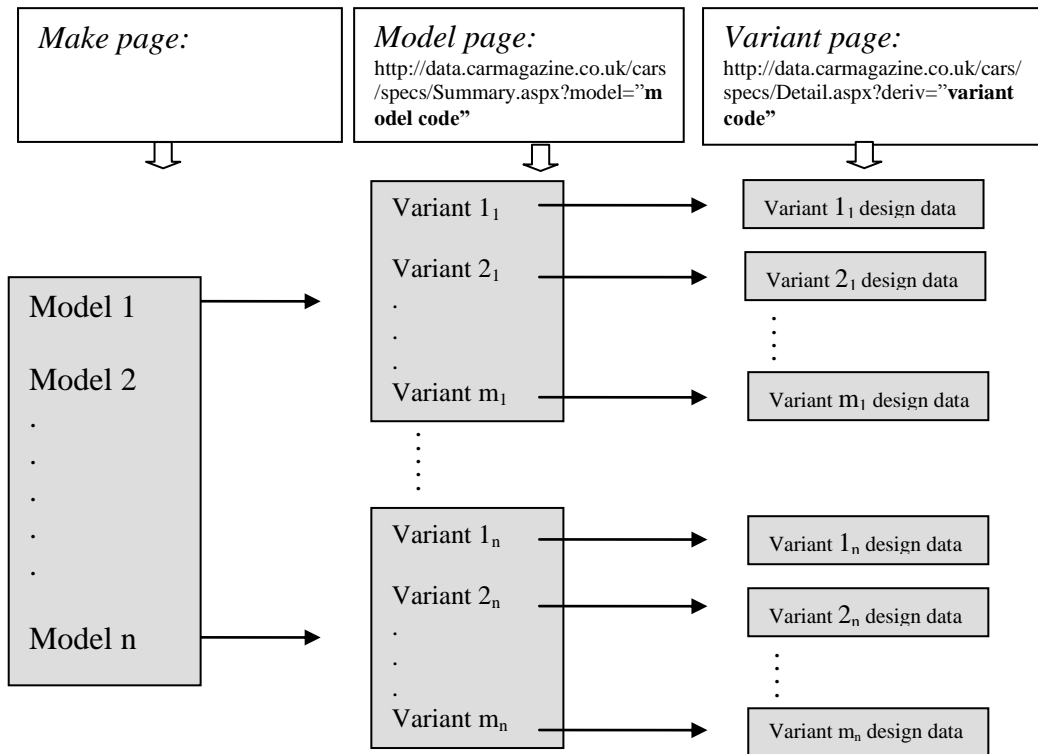 Make page:
Model page:
http://data.carmagazine.co.uk/cars
/specs/Summary.aspx?model=”m
odel code”
Variant page:
http://data.carmagazine.co.uk/cars/
specs/Detail.aspx?deriv=”variant
code”
Model 1
Model 2
.
.
.
.
.
Model n
Variant 1₁
Variant 2₁
.
.
.
Variant m₁
......
Variant 1ₙ
Variant 2ₙ
.
.
.
Variant mₙ
Variant 1₁ design data
Variant 2₁ design data
.....
Variant m₁ design data
Variant 1ₙ design data
Variant 2ₙ design data
.....
Variant mₙ design data